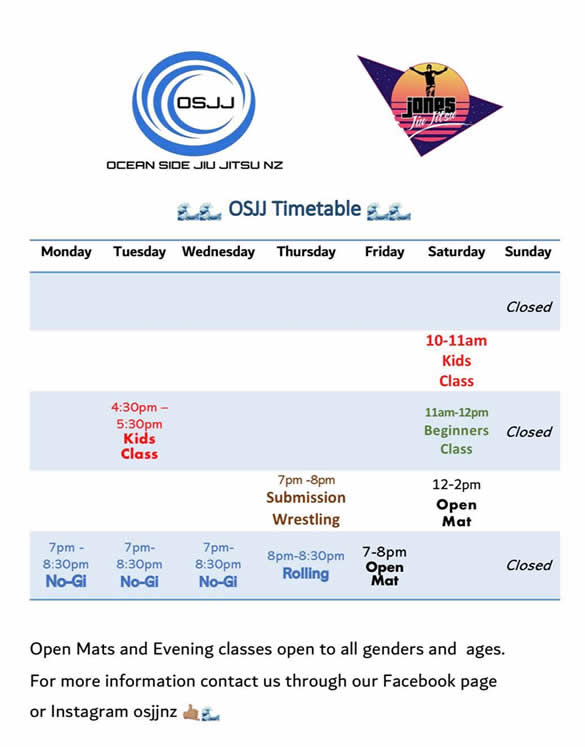 OSJJ
OCEAN SIDE JIU JITSU NZ
jones
Jiu Jitsu
🌊🌊 OSJJ Timetable 🌊🌊
Monday Tuesday Wednesday Thursday Friday Saturday Sunday
Closed
10-11am
Kids
Class
4:30pm –
5:30pm
Kids
Class
11am-12pm
Beginners
Class
Closed
7pm -8pm
Submission
Wrestling
12-2pm
Open
Mat
7pm -
8:30pm
No-Gi
7pm-
8:30pm
No-Gi
7pm-
8:30pm
No-Gi
8pm-8:30pm
Rolling
7-8pm
Open
Mat
Closed
Open Mats and Evening classes open to all genders and ages.
For more information contact us through our Facebook page
or Instagram osjjnz 🤙🏽🌊